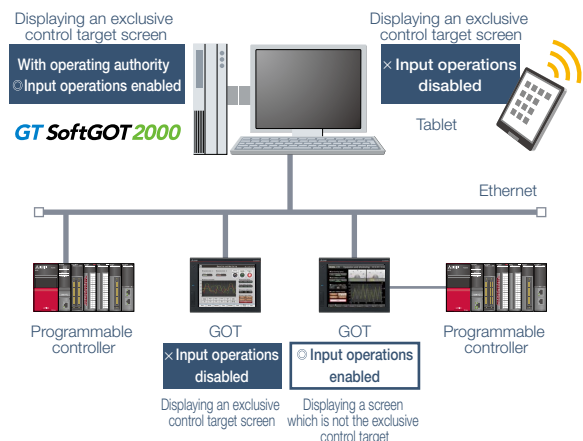 Displaying an exclusive
control target screen
With operating authority
◎Input operations enabled
GT SoftGOT2000
Displaying an exclusive
control target screen
× Input operations
disabled
Tablet
Ethernet
Programmable
controller
GOT
× Input operations
disabled
Displaying an exclusive
control target screen
GOT
◎ Input operations
enabled
Displaying a screen
which is not the exclusive
control target
Programmable
controller